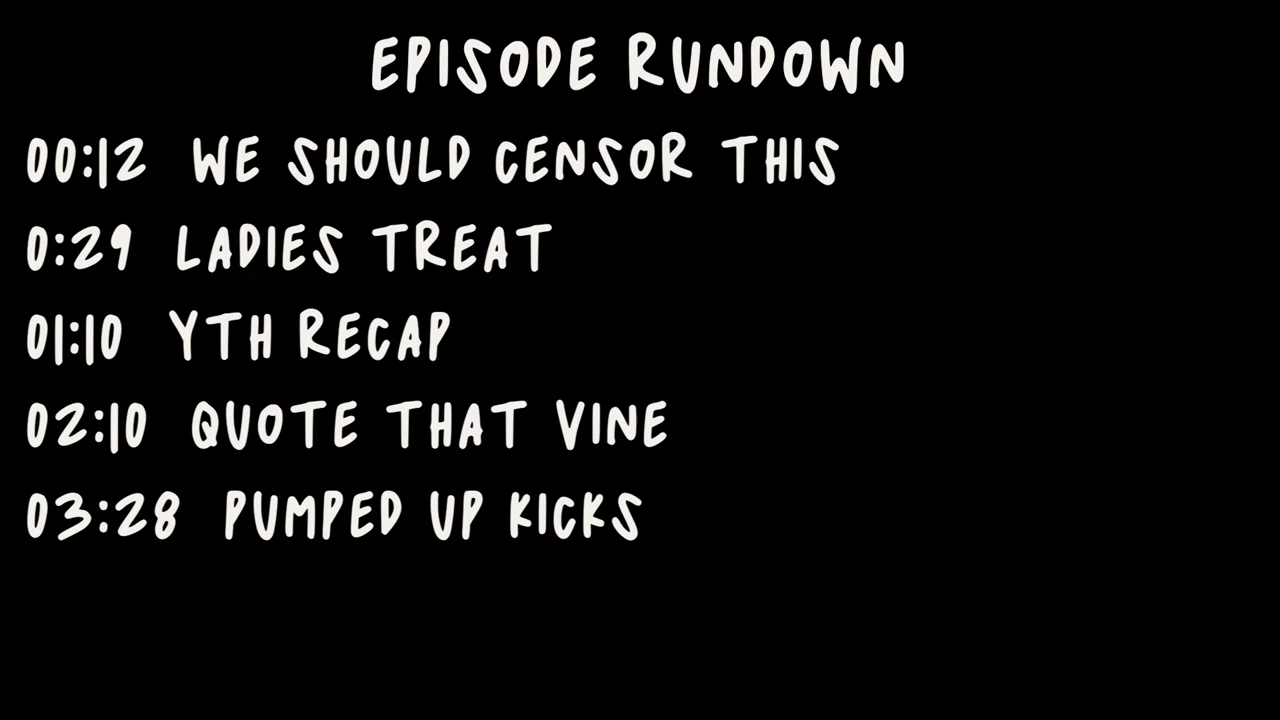 EPISODE RUNDOWN
00:12 WE SHOULD CENSOR THIS
0:29 LADIES TREAT
01:10 YTH RECAP
02:10 QUOTE THAT VINE
03:28 PUMPED UP KICKS